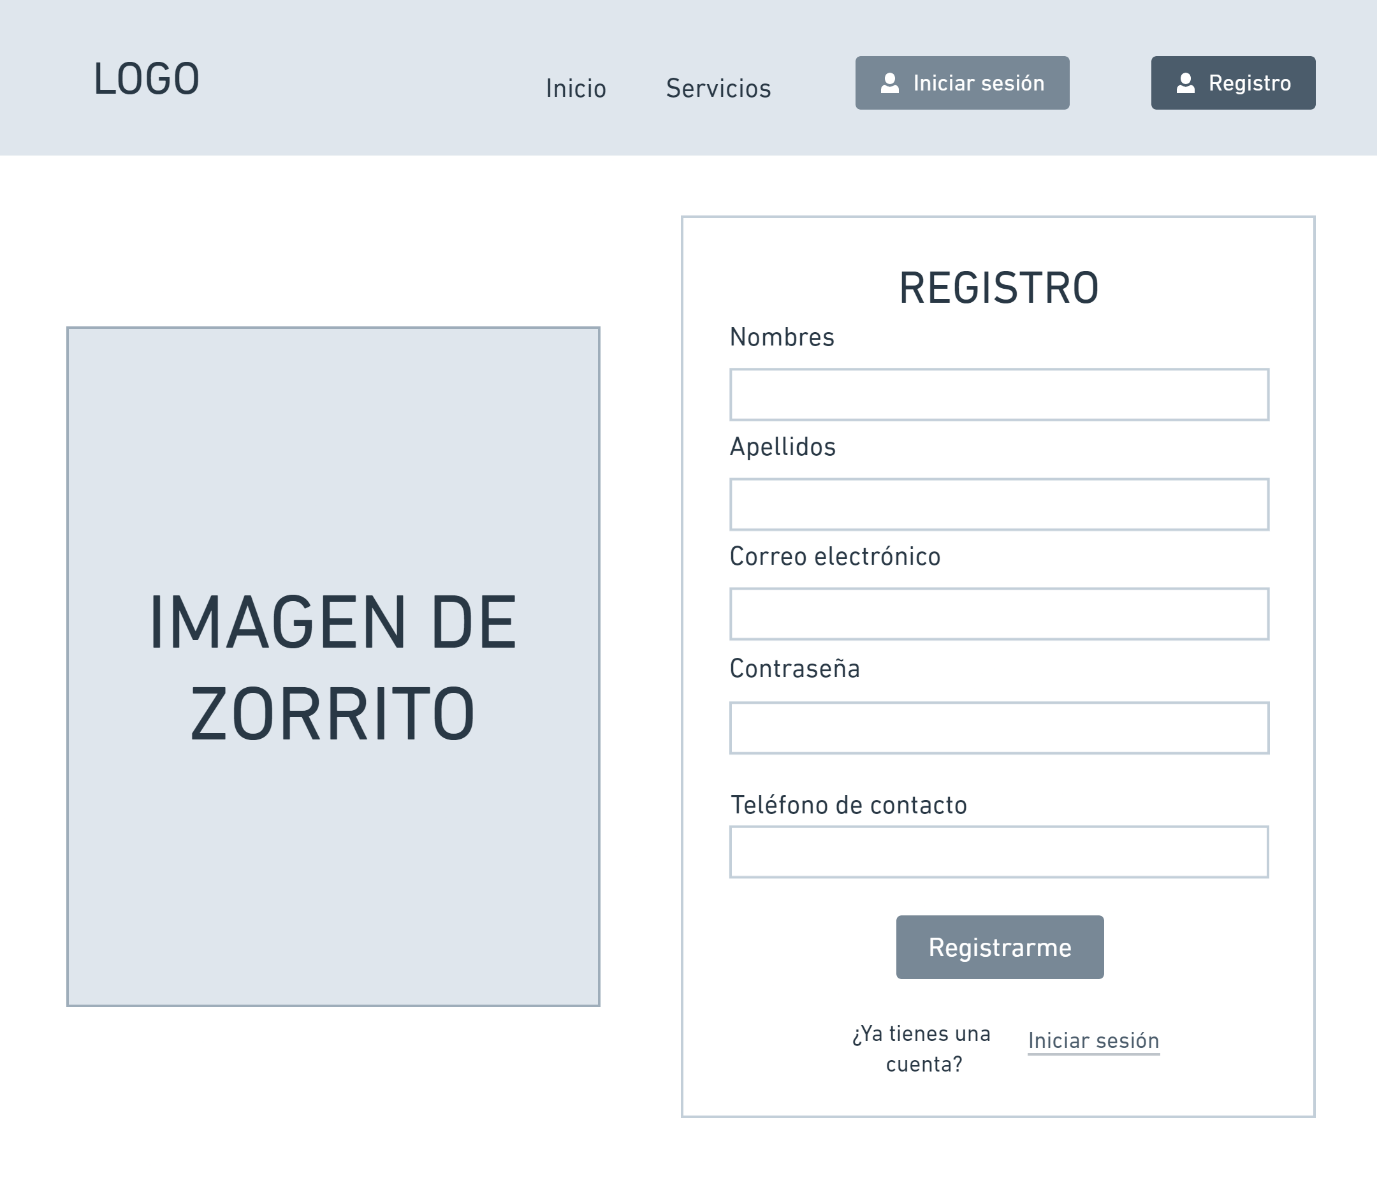 LOGO
Inicio
Servicios
Iniciar sesión
Registro
IMAGEN DE
ZORRITO
REGISTRO
Nombres
Apellidos
Correo electrónico
Contraseña
Teléfono de contacto
Registrarme
¿Ya tienes una
cuenta?
Iniciar sesión